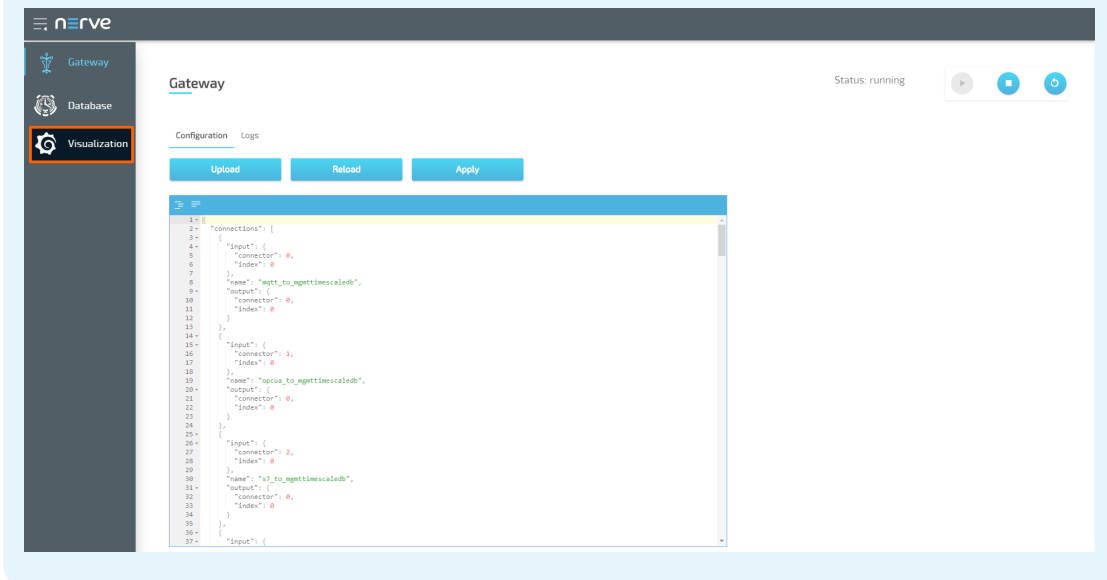 nerve
Gateway
Database
Visualization
Gateway
Status: running
Configuration Logs
Upload Reload Apply
1 {
2 "connections": [
3 {
4 "input": {
5 "connector": 0,
6 "index": 0
7 },
8 "name": "mqtt_to_mgmttimescaledb",
9 "output": {
10 "connector": 0,
11 "index": 0
12 }
13 },
14 {
15 "input": {
16 "connector": 1,
17 "index": 0
18 },
19 "name": "opcua_to_mgmttimescaledb",
20 "output": {
21 "connector": 0,
22 "index": 0
23 }
24 },
25 {
26 "input": {
27 "connector": 2,
28 "index": 0
29 },
30 "name": "s7_to_mgmttimescaledb",
31 "output": {
32 "connector": 0,
33 "index": 0
34 }
35 },
36 {
37 "input": {